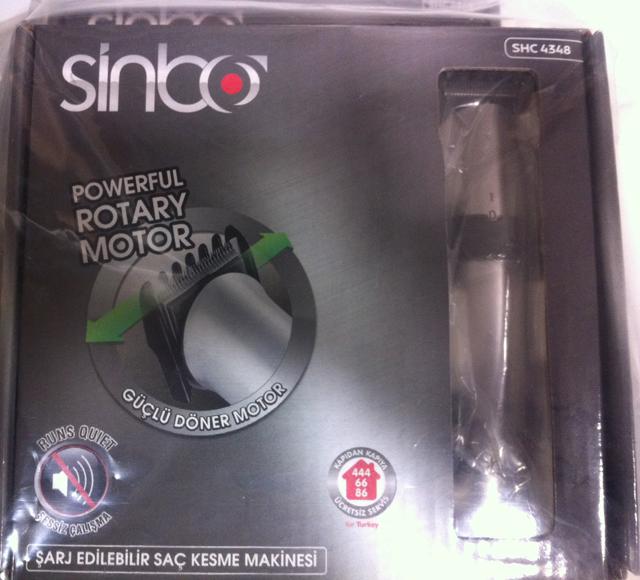 sinbo
SHC 4348
POWERFUL
ROTARY
MOTOR
GÜÇLÜ DÖNER MOTOR
RUNS QUIET
SESSİZ ÇALIŞMA
KAPIDAN KAPIYA
444
66
86
ÜCRETSİZ SERVİS
for Turkey
ŞARJ EDİLEBİLİR SAÇ KESME MAKİNESİ